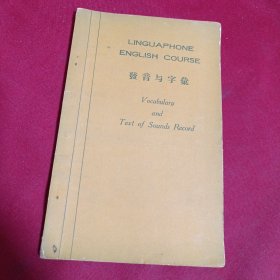 LINGUAPHONE
ENGLISH COURSE
發音与字彙
Vocabulary
and
Text of Sounds Record